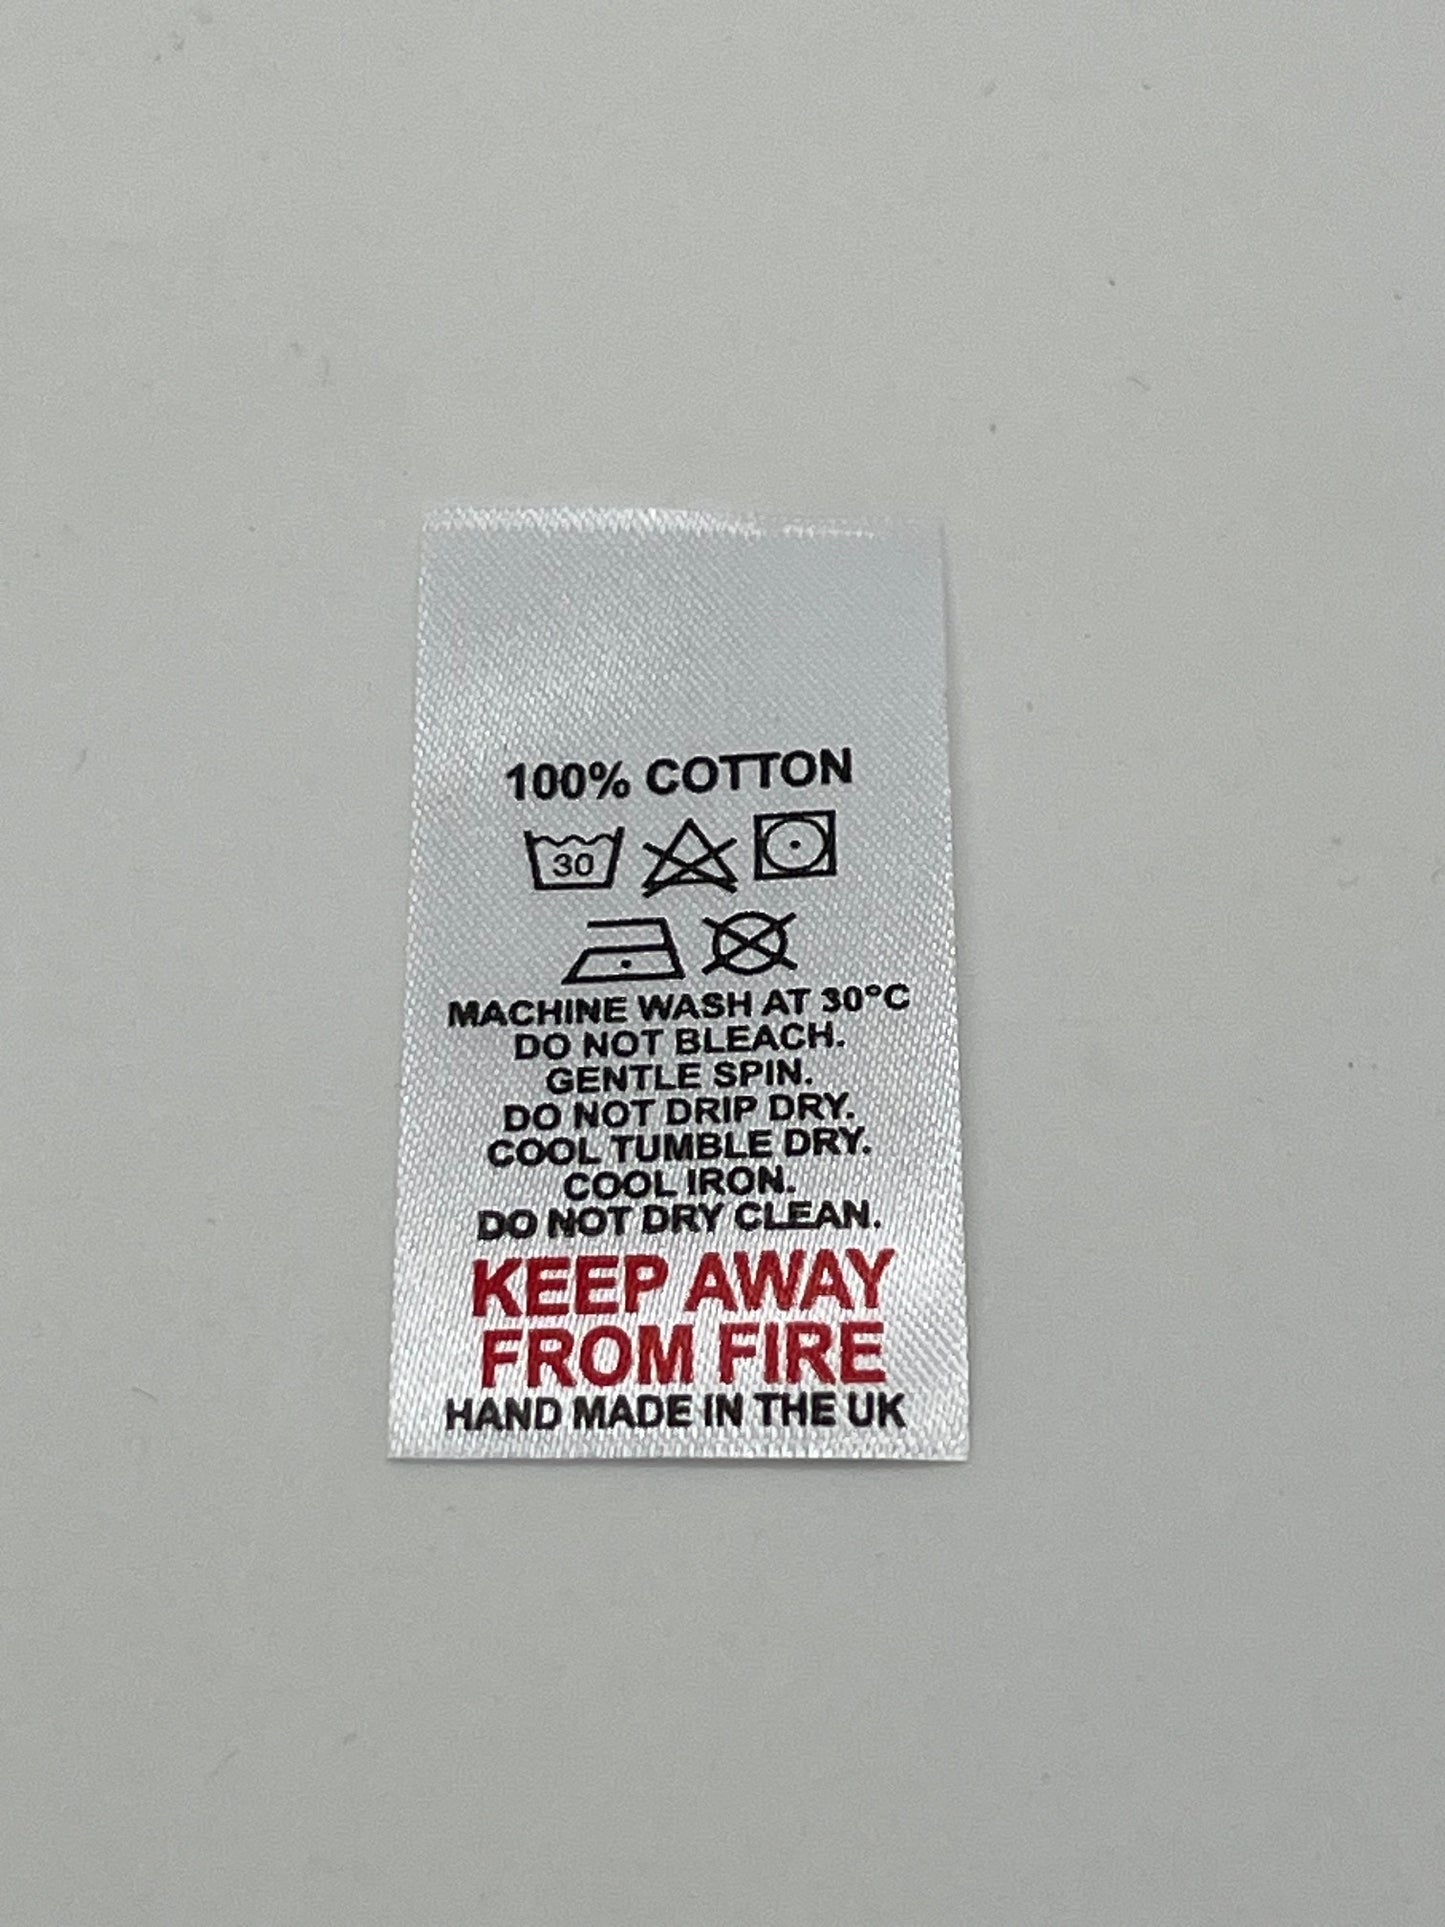 100% COTTON
30
MACHINE WASH AT 30°C
DO NOT BLEACH.
GENTLE SPIN.
DO NOT DRIP DRY.
COOL TUMBLE DRY.
COOL IRON.
DO NOT DRY CLEAN.
KEEP AWAY
FROM FIRE
HAND MADE IN THE UK